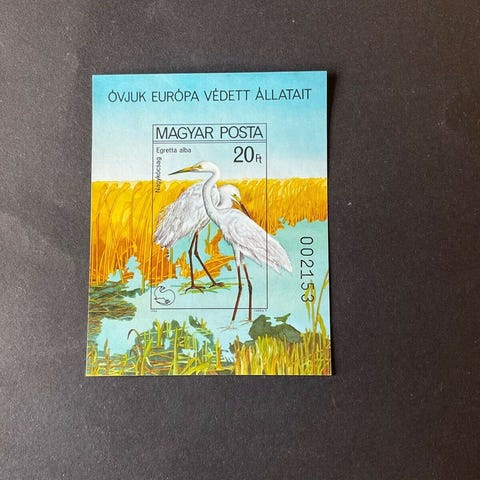 ÓVJUK EURÓPA VÉDETT ÁLLATAIT
MAGYAR POSTA
Egretta alba
20 Ft
Nagykócsag
002153